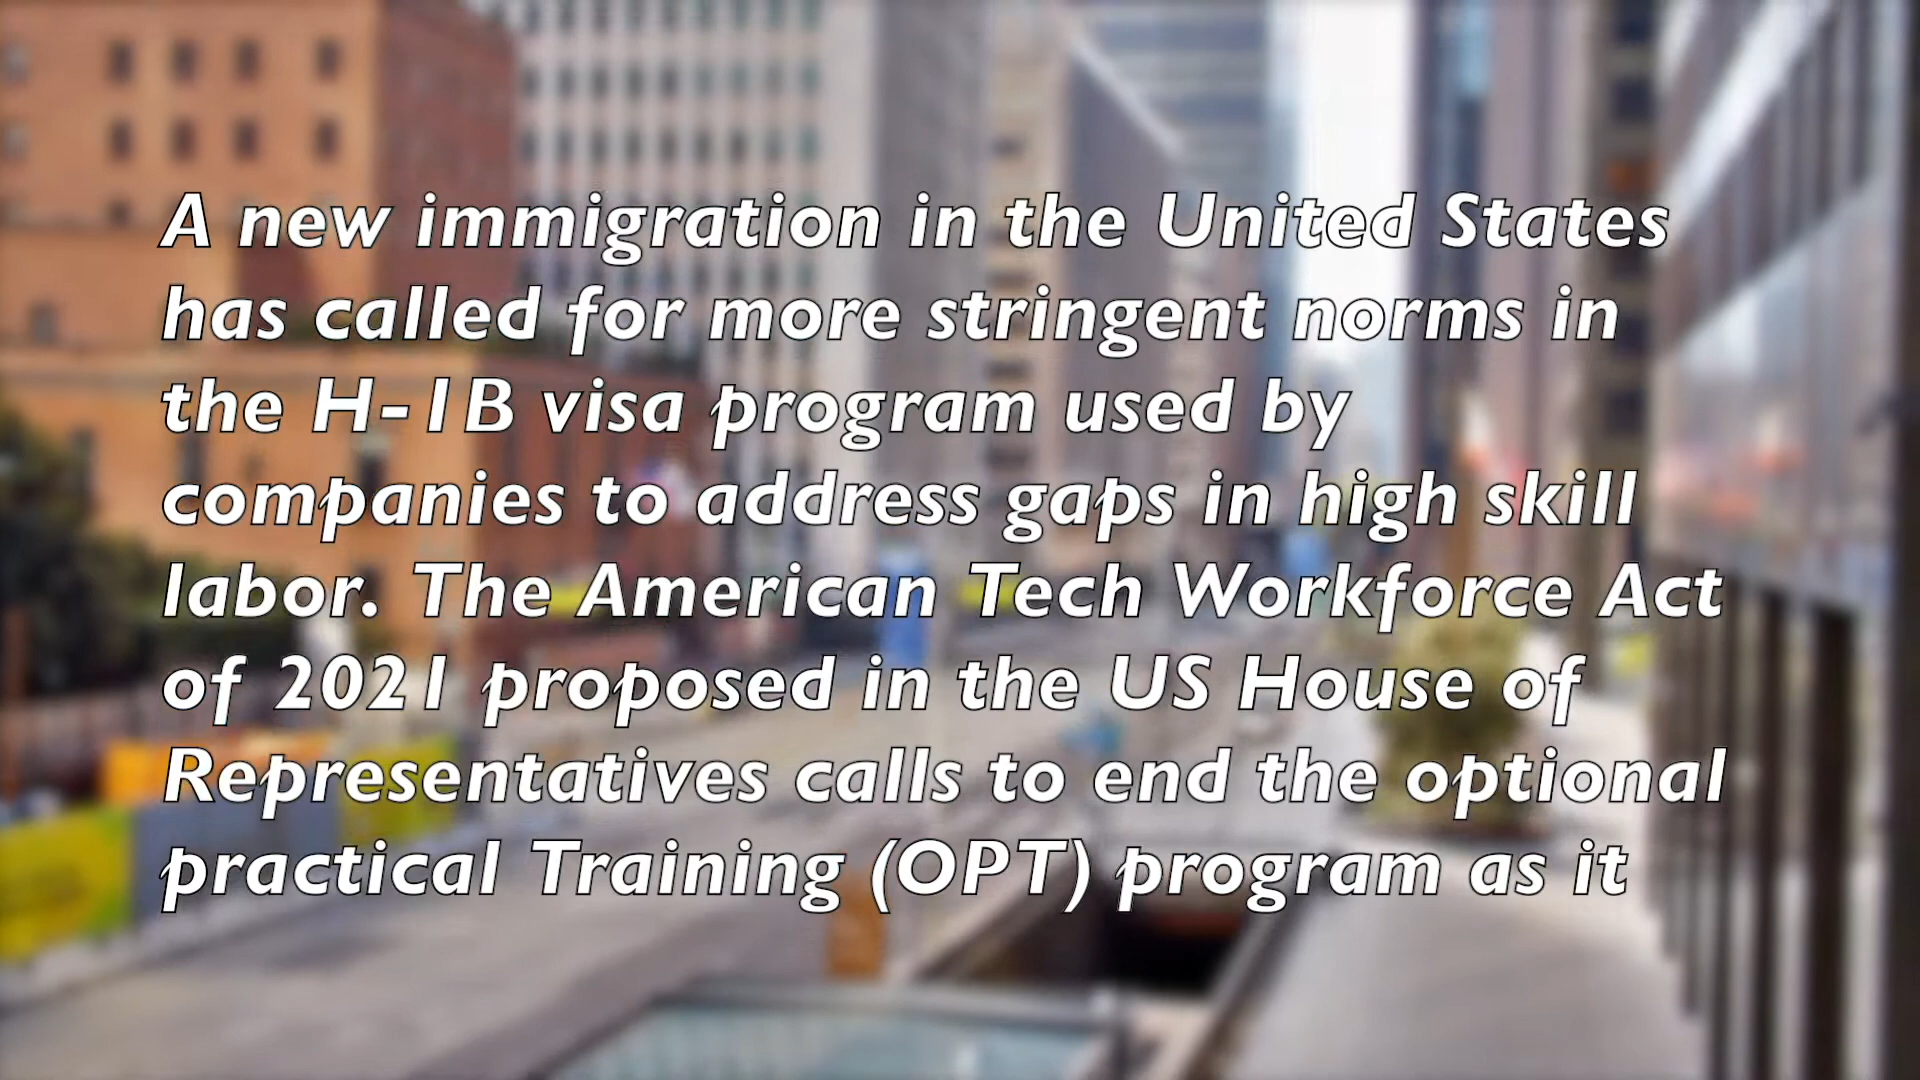 A new immigration in the United States
has called for more stringent norms in
the H-1B visa program used by
companies to address gaps in high skill
labor. The American Tech Workforce Act
of 2021 proposed in the US House of
Representatives calls to end the optional
practical Training (OPT) program as it